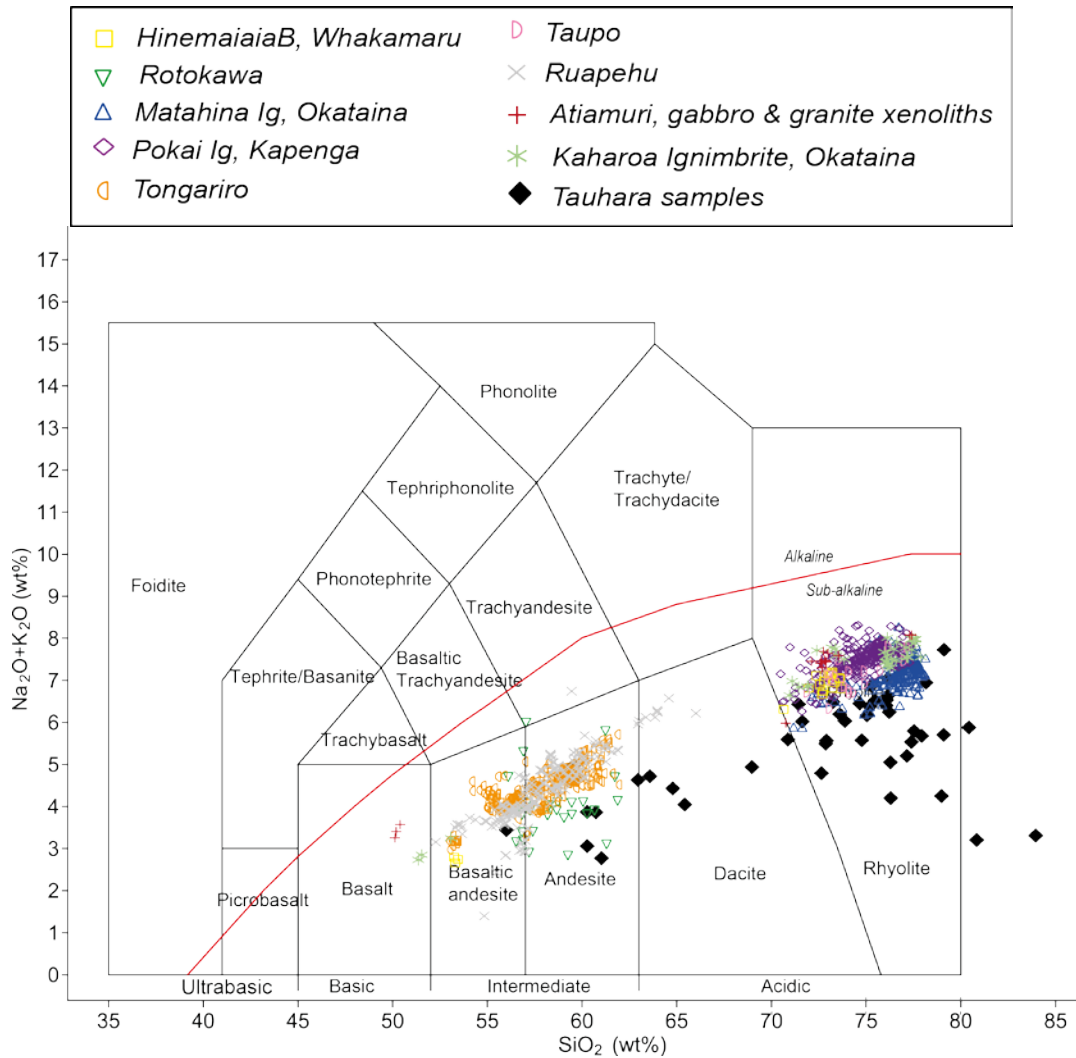 HinemaiaiaB, Whakamaru
Rotokawa
Matahina Ig, Okataina
Pokai Ig, Kapenga
Tongariro
Taupo
Ruapehu
Atiamuri, gabbro & granite xenoliths
Kaharoa Ignimbrite, Okataina
Tauhara samples
Na₂O+K₂O (wt%)
17
16
15
14
13
12
11
10
9
8
7
6
5
4
3
2
1
0
Phonolite
Trachyte/
Trachydacite
Tephriphonolite
Foidite
Phonotephrite
Alkaline
Sub-alkaline
Trachyandesite
Tephrite/Basanite
Basaltic
Trachyandesite
Trachybasalt
Picrobasalt
Basalt
Basaltic
andesite
Andesite
Dacite
Rhyolite
Ultrabasic
Basic
Intermediate
Acidic
35 40 45 50 55 60 65 70 75 80 85
SiO₂ (wt%)